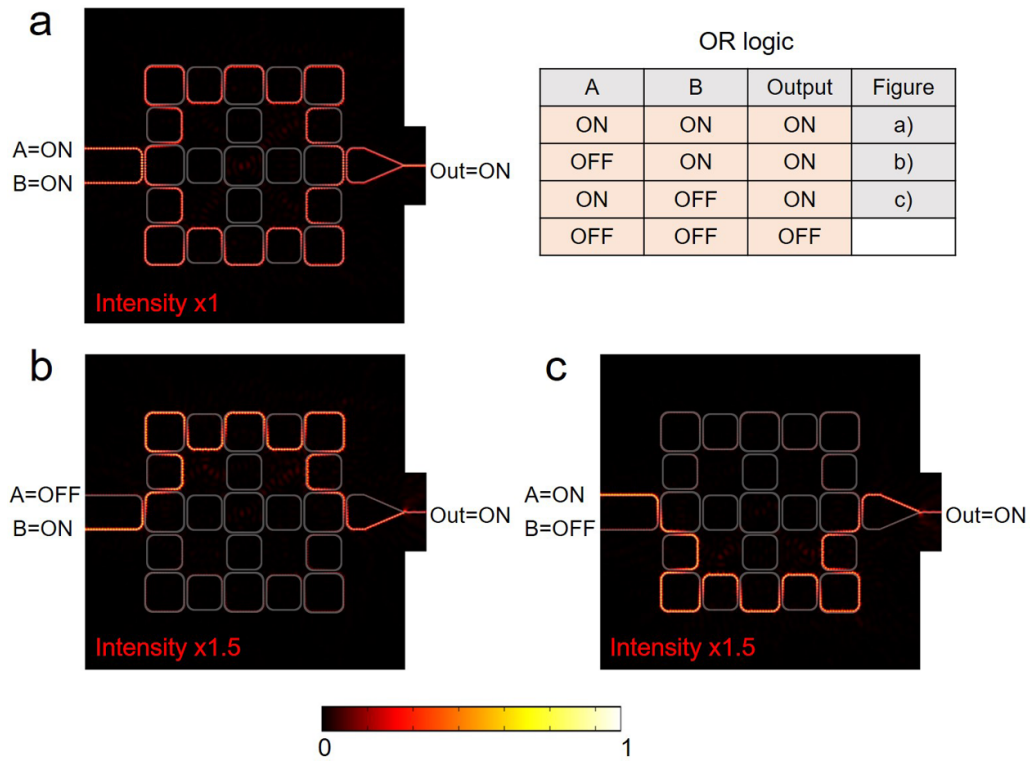 a
A=ON
B=ON
Out=ON
Intensity x1
OR logic
A B Output Figure
ON ON ON a)
OFF ON ON b)
ON OFF ON c)
OFF OFF OFF
b
A=OFF
B=ON
Out=ON
Intensity x1.5
c
A=ON
B=OFF
Out=ON
Intensity x1.5
0 1